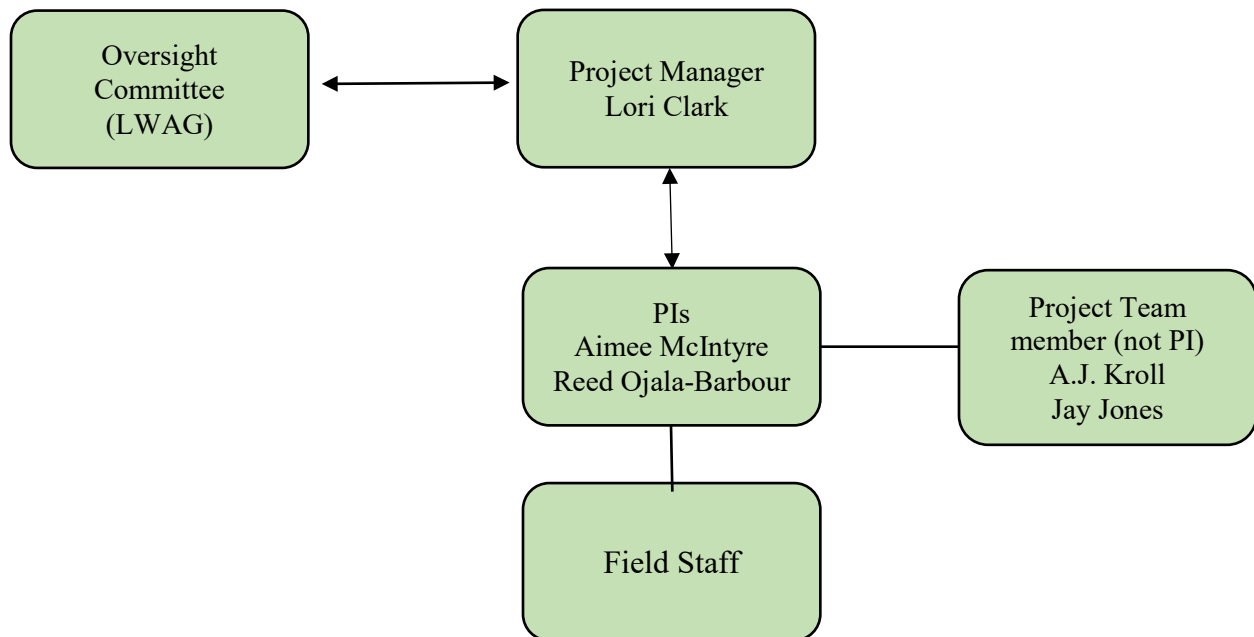 Oversight
Committee
(LWAG)
Project Manager
Lori Clark
PIs
Aimee McIntyre
Reed Ojala-Barbour
Project Team
member (not PI)
A.J. Kroll
Jay Jones
Field Staff